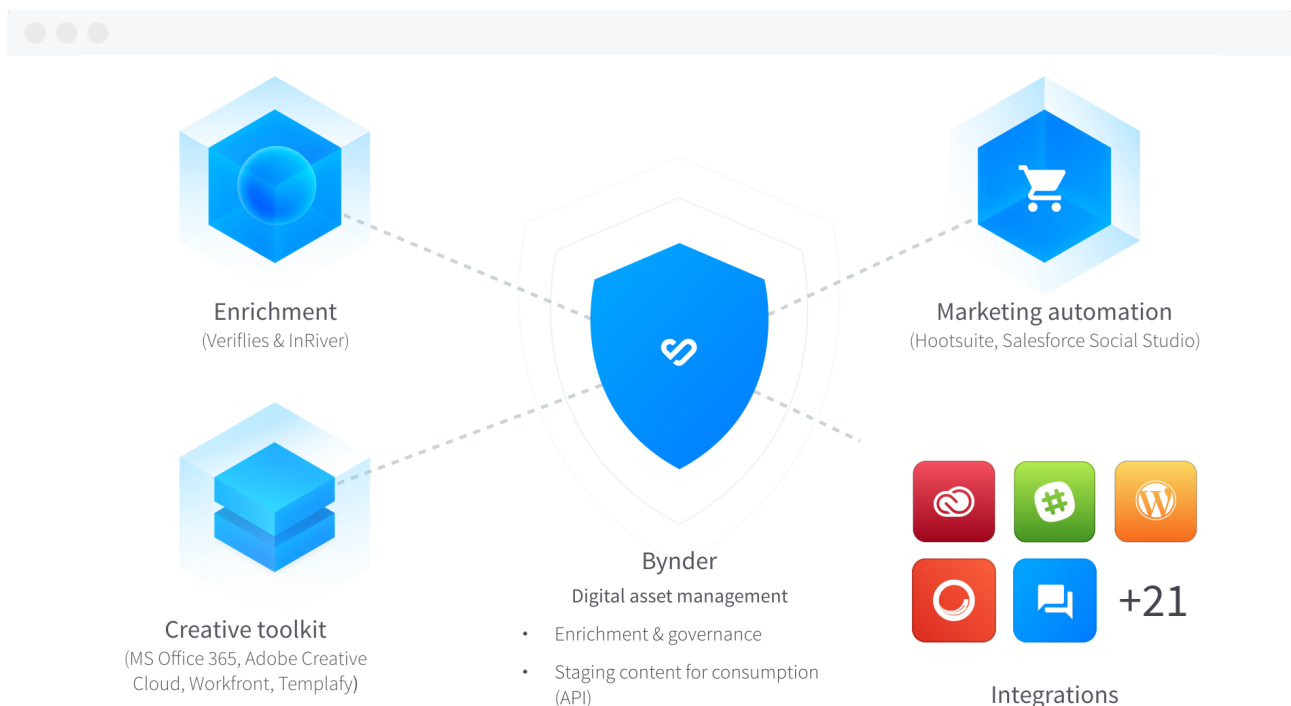 Enrichment
(Veriflies & InRiver)
Marketing automation
(Hootsuite, Salesforce Social Studio)
Creative toolkit
(MS Office 365, Adobe Creative
Cloud, Workfront, Templafy)
Bynder
Digital asset management
• Enrichment & governance
• Staging content for consumption
(API)
+21
Integrations